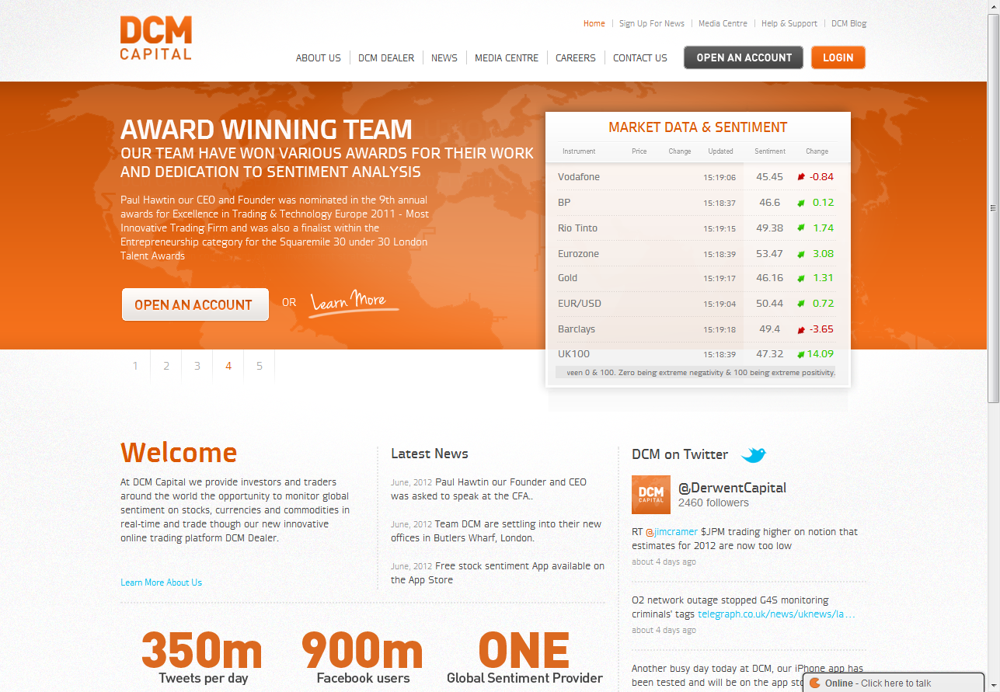 DCM
CAPITAL
Home
Sign Up For News
Media Centre
Help & Support
DCM Blog
ABOUT US
DCM DEALER
NEWS
MEDIA CENTRE
CAREERS
CONTACT US
OPEN AN ACCOUNT
LOGIN
AWARD WINNING TEAM
OUR TEAM HAVE WON VARIOUS AWARDS FOR THEIR WORK
AND DEDICATION TO SENTIMENT ANALYSIS
Paul Hawtin our CEO and Founder was nominated in the 9th annual
awards for Excellence in Trading & Technology Europe 2011 - Most
Innovative Trading Firm and was also a finalist within the
Entrepreneurship category for the Squaremile 30 under 30 London
Talent Awards
OPEN AN ACCOUNT
OR
Learn More
1 2 3 4 5
MARKET DATA & SENTIMENT
Instrument Price Change Updated Sentiment Change
Vodafone 15:19:06 45.45 -0.84
BP 15:18:37 46.6 0.12
Rio Tinto 15:19:15 49.38 1.74
Eurozone 15:18:39 53.47 3.08
Gold 15:19:17 46.16 1.31
EUR/USD 15:19:04 50.44 0.72
Barclays 15:19:18 49.4 -3.65
UK100 15:18:39 47.32 14.09
veen 0 & 100. Zero being extreme negativity & 100 being extreme positivity.
Welcome
At DCM Capital we provide investors and traders
around the world the opportunity to monitor global
sentiment on stocks, currencies and commodities in
real-time and trade though our new innovative
online trading platform DCM Dealer.
Learn More About Us
Latest News
June, 2012 Paul Hawtin our Founder and CEO
was asked to speak at the CFA..
June, 2012 Team DCM are settling into their new
offices in Butlers Wharf, London.
June, 2012 Free stock sentiment App available on
the App Store
DCM on Twitter
DCM
CAPITAL
@DerwentCapital
2460 followers
RT @jimcramer $JPM trading higher on notion that
estimates for 2012 are now too low
about 4 days ago
O2 network outage stopped G4S monitoring
criminals' tags telegraph.co.uk/news/uknews/la...
about 4 days ago
Another busy day today at DCM, our iPhone app has
been tested and will be on the app sto
350m
Tweets per day
900m
Facebook users
ONE
Global Sentiment Provider
Online - Click here to talk